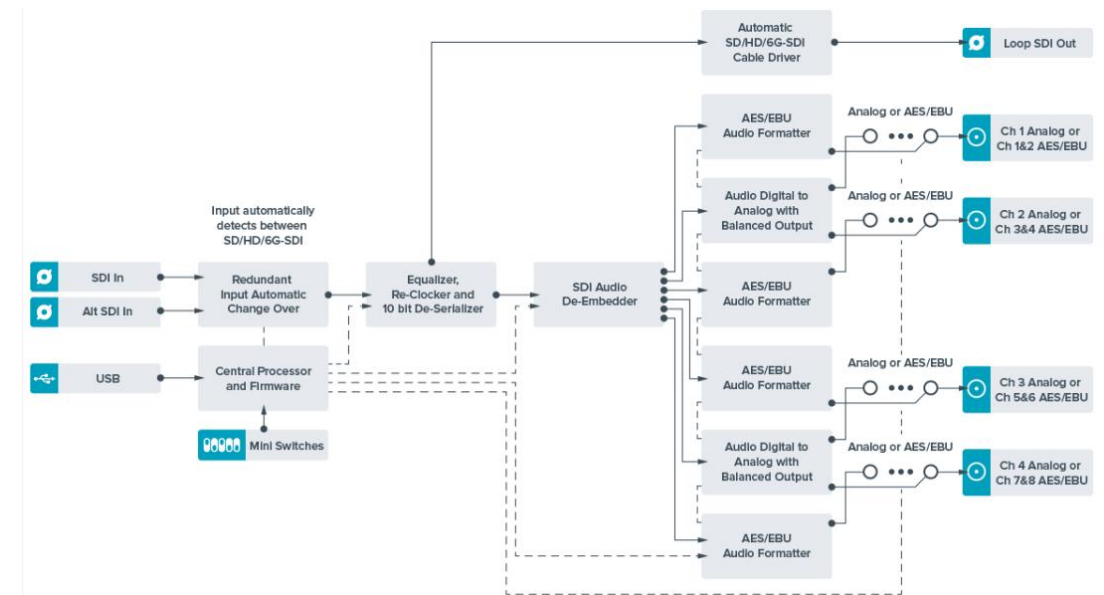 Automatic
SD/HD/6G-SDI
Cable Driver
Loop SDI Out
AES/EBU
Audio Formatter
Analog or AES/EBU
Ch 1 Analog or
Ch 1&2 AES/EBU
Audio Digital to
Analog with
Balanced Output
Analog or AES/EBU
Ch 2 Analog or
Ch 3&4 AES/EBU
Input automatically
detects between
SD/HD/6G-SDI
SDI In
Alt SDI In
Redundant
Input Automatic
Change Over
Equalizer,
Re-Clocker and
10 bit De-Serializer
SDI Audio
De-Embedder
AES/EBU
Audio Formatter
USB
Central Processor
and Firmware
Mini Switches
AES/EBU
Audio Formatter
Analog or AES/EBU
Ch 3 Analog or
Ch 5&6 AES/EBU
Audio Digital to
Analog with
Balanced Output
Analog or AES/EBU
Ch 4 Analog or
Ch 7&8 AES/EBU
AES/EBU
Audio Formatter